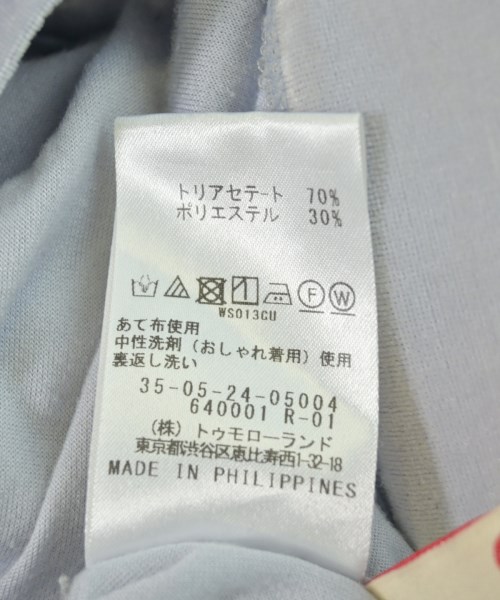 トリアセテート 70%
ポリエステル 30%
F W
WS013CU
あて布使用
中性洗剤（おしゃれ着用）使用
裏返し洗い
35-05-24-05004
640001 R-01
（株）トゥモローランド
東京都渋谷区恵比寿西1-32-18
MADE IN PHILIPPINES